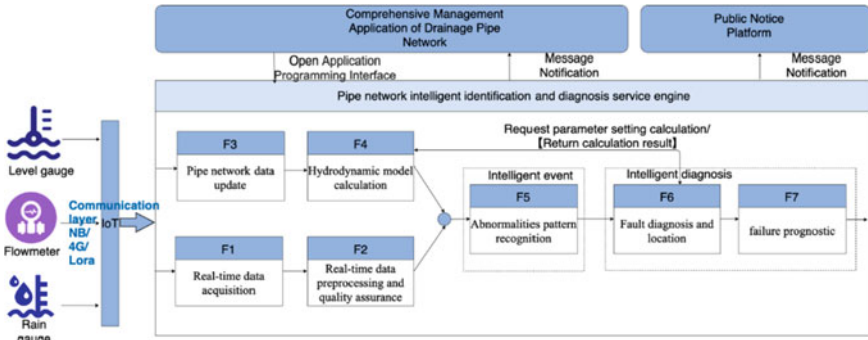 Comprehensive Management
Application of Drainage Pipe
Network
Public Notice
Platform
Open Application
Programming Interface
Message
Notification
Message
Notification
Pipe network intelligent identification and diagnosis service engine
Level gauge
Flowmeter
Rain
gauge
Communication
layer
NB/
4G/
Lora
IoT
F3
Pipe network data
update
F4
Hydrodynamic model
calculation
Request parameter setting calculation/
【Return calculation result】
F1
Real-time data
acquisition
F2
Real-time data
preprocessing and
quality assurance
Intelligent event
F5
Abnormalities pattern
recognition
Intelligent diagnosis
F6
Fault diagnosis and
location
F7
failure prognostic